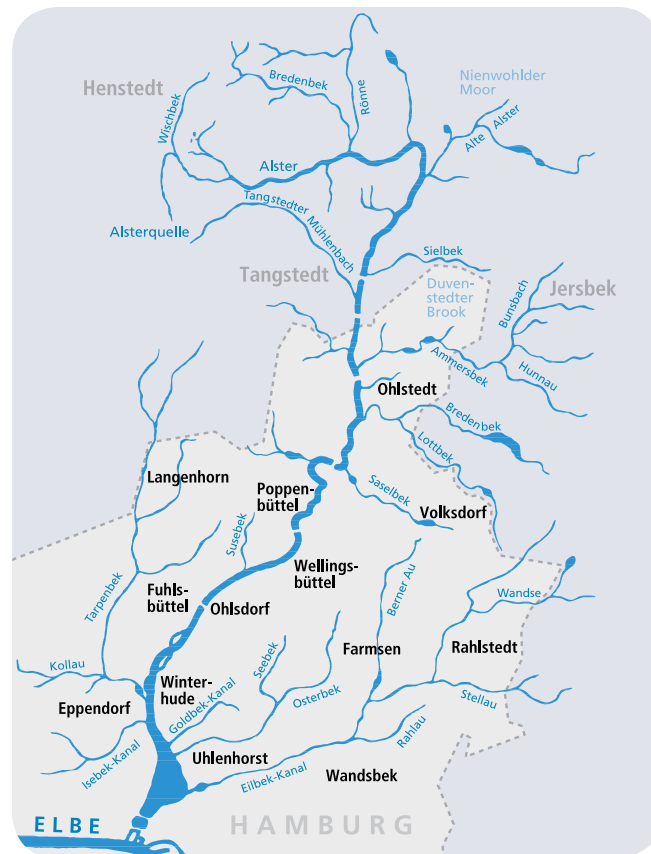 Henstedt
Bredenbek
Rönne
Nienwohlder
Moor
Wischbek
Alte Alster
Alster
Tangstedter Mühlenbach
Alsterquelle
Sielbek
Tangstedt
Duven-
stedter
Brook
Bunsbach
Jersbek
Ammersbek
Hunnau
Ohlstedt
Bredenbek
Lottbek
Langenhorn
Poppen-
büttel
Saselbek
Volksdorf
Susebek
Wellings-
büttel
Berner Au
Tarpenbek
Fuhls-
büttel
Ohlsdorf
Wandse
Farmsen
Rahlstedt
Seebek
Kollau
Winter-
hude
Goldbek-Kanal
Osterbek
Stellau
Eppendorf
Isebek-Kanal
Uhlenhorst
Rahlau
Eilbek-Kanal
Wandsbek
ELBE
HAMBURG